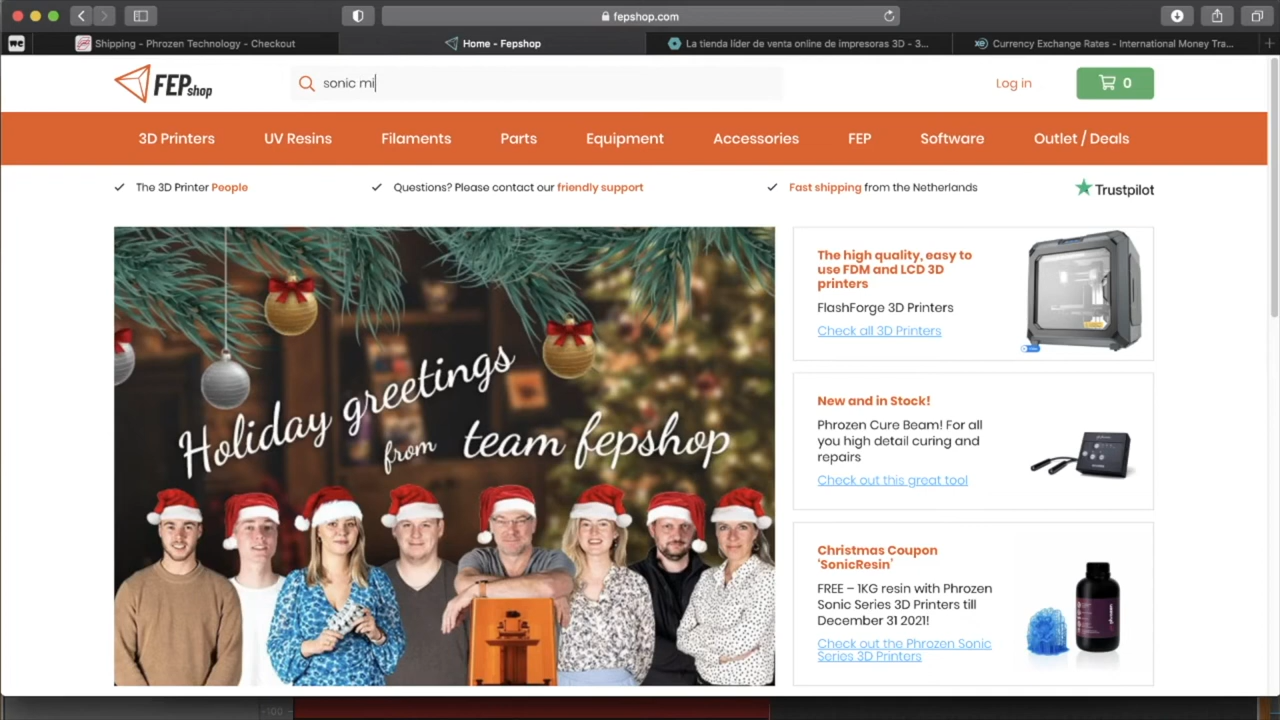 fepshop.com
Shipping - Phrozen Technology - Checkout
Home - Fepshop
La tienda líder de venta online de impresoras 3D - 3...
Currency Exchange Rates - International Money Tra...
FEPshop
sonic mi
Log in
0
3D Printers
UV Resins
Filaments
Parts
Equipment
Accessories
FEP
Software
Outlet / Deals
The 3D Printer People
Questions? Please contact our friendly support
Fast shipping from the Netherlands
Trustpilot
Holiday greetings
from team fepshop
The high quality, easy to
use FDM and LCD 3D
printers
FlashForge 3D Printers
Check all 3D Printers
New and in Stock!
Phrozen Cure Beam! For all
you high detail curing and
repairs
Check out this great tool
Christmas Coupon
'SonicResin'
FREE – 1KG resin with Phrozen
Sonic Series 3D Printers till
December 31 2021!
Check out the Phrozen Sonic
Series 3D Printers
-100